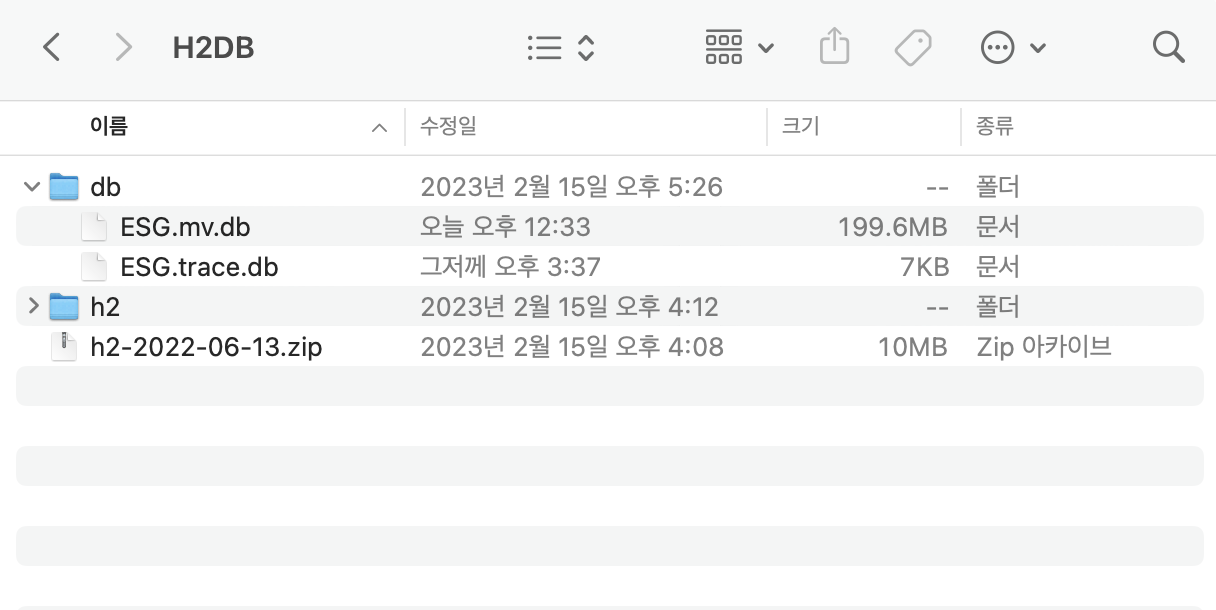 H2DB
이름 수정일 크기 종류
db 2023년 2월 15일 오후 5:26 -- 폴더
ESG.mv.db 오늘 오후 12:33 199.6MB 문서
ESG.trace.db 그저께 오후 3:37 7KB 문서
h2 2023년 2월 15일 오후 4:12 -- 폴더
h2-2022-06-13.zip 2023년 2월 15일 오후 4:08 10MB Zip 아카이브